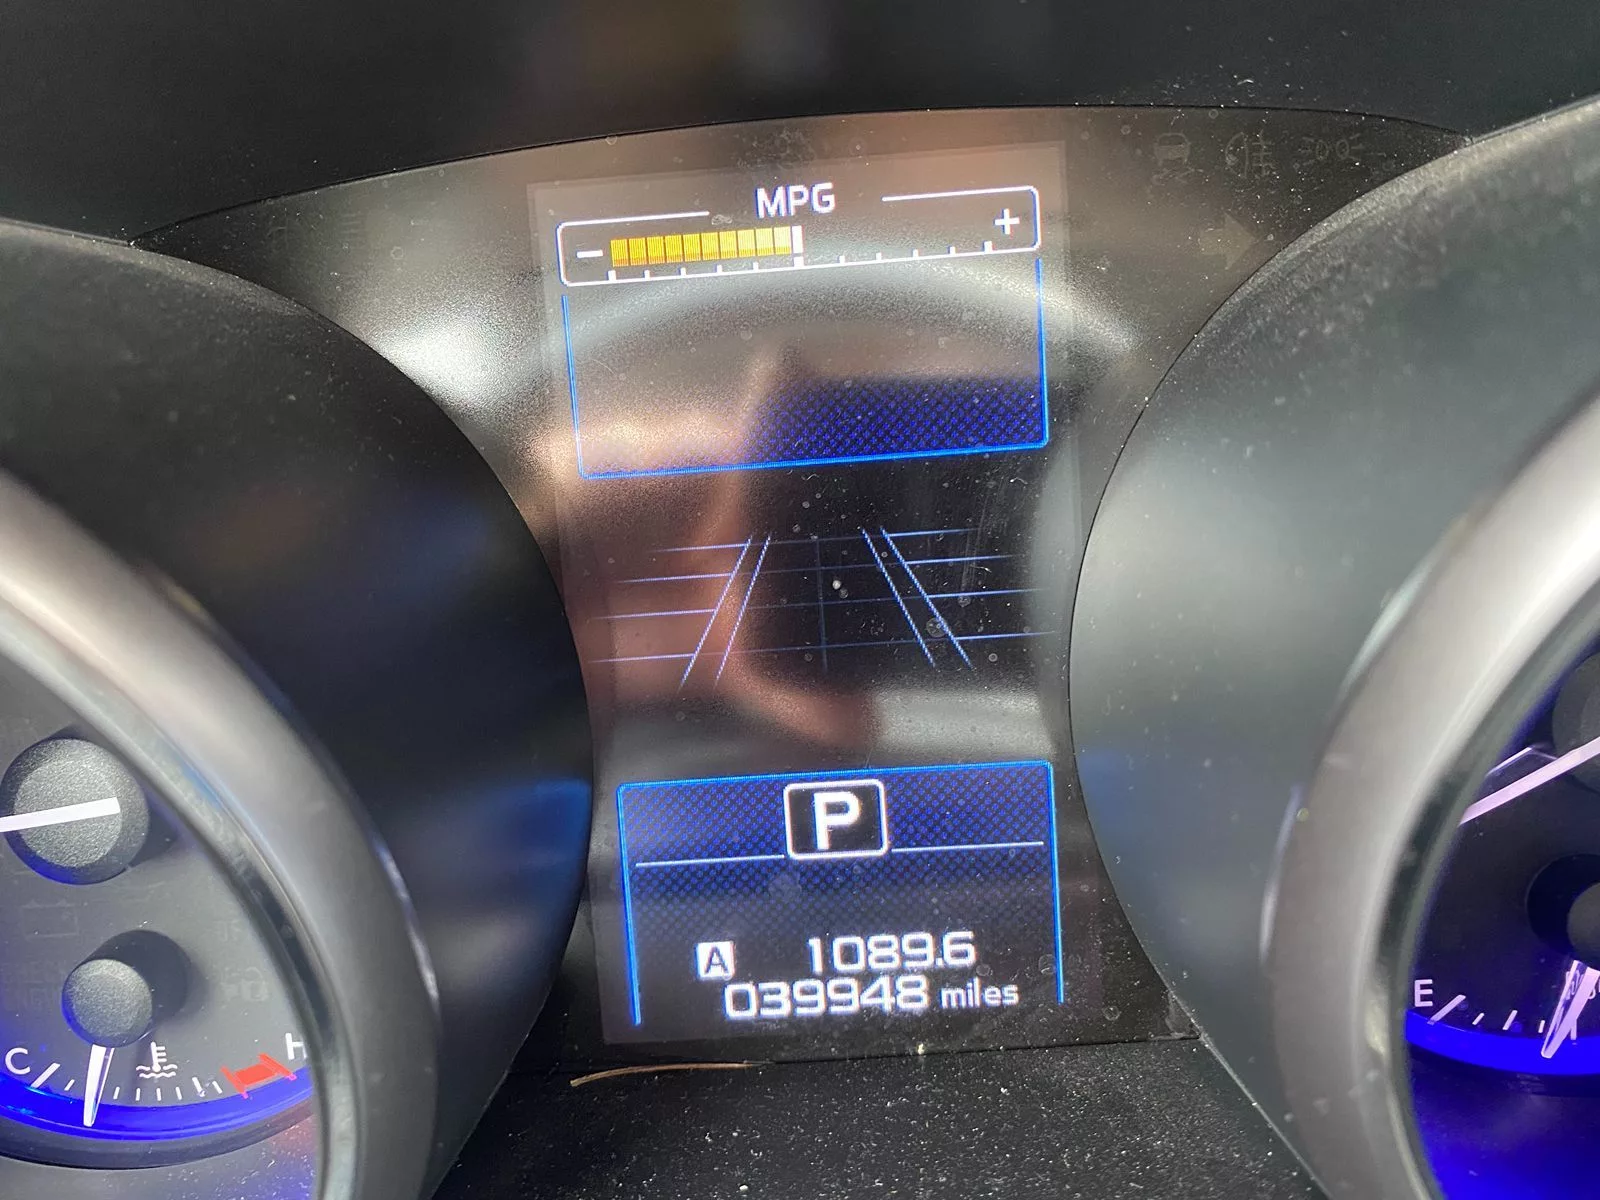 MPG
- +
P
A 1089.6
039948 miles
C H
E